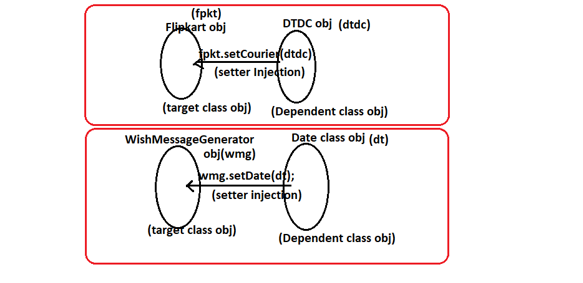 (fpkt)
Flipkart obj
DTDC obj (dtdc)
fpkt.setCourier(dtdc)
(setter Injection)
(target class obj)
(Dependent class obj)
WishMessageGenerator
obj(wmg)
Date class obj (dt)
wmg.setDate(dt);
(setter injection)
(target class obj)
(Dependent class obj)